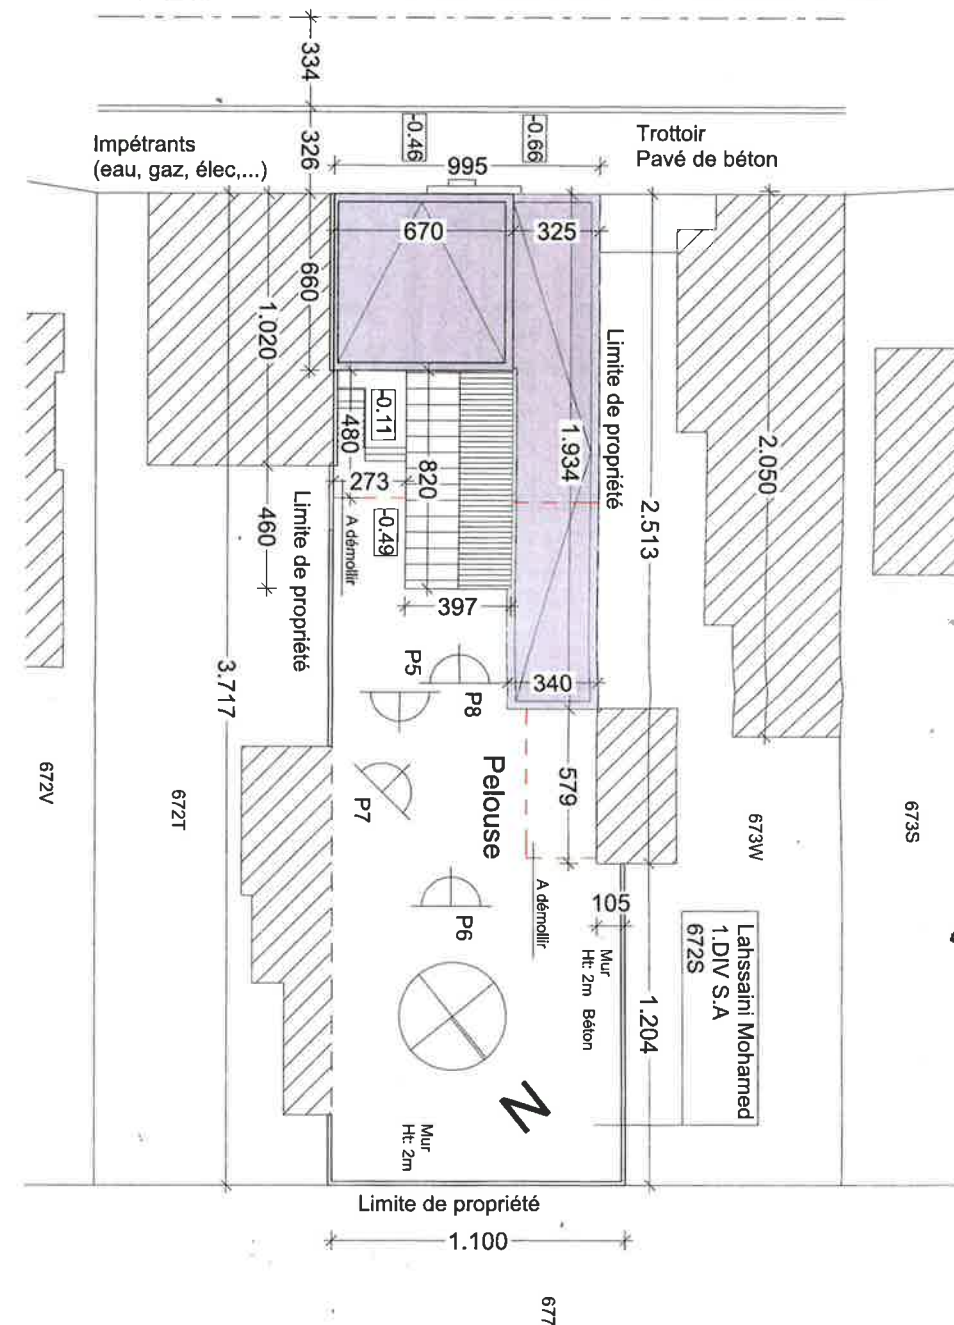 334
326
Impétrants
(eau, gaz, élec,...)
-0.46
-0.66
995
Trottoir
Pavé de béton
670
325
660
1.020
Limite de propriété
-0.11
480
820
1.934
2.513
2.050
273
460
Limite de propriété
A démollir
-0.49
397
3.717
P5
P8
340
672V
672T
P7
Pelouse
579
673W
673S
P6
A démollir
105
Mur
Ht: 2m Béton
1.204
Lahssaini Mohamed
1.DIV S.A
672S
N
Mur
Ht: 2m
Limite de propriété
1.100
677